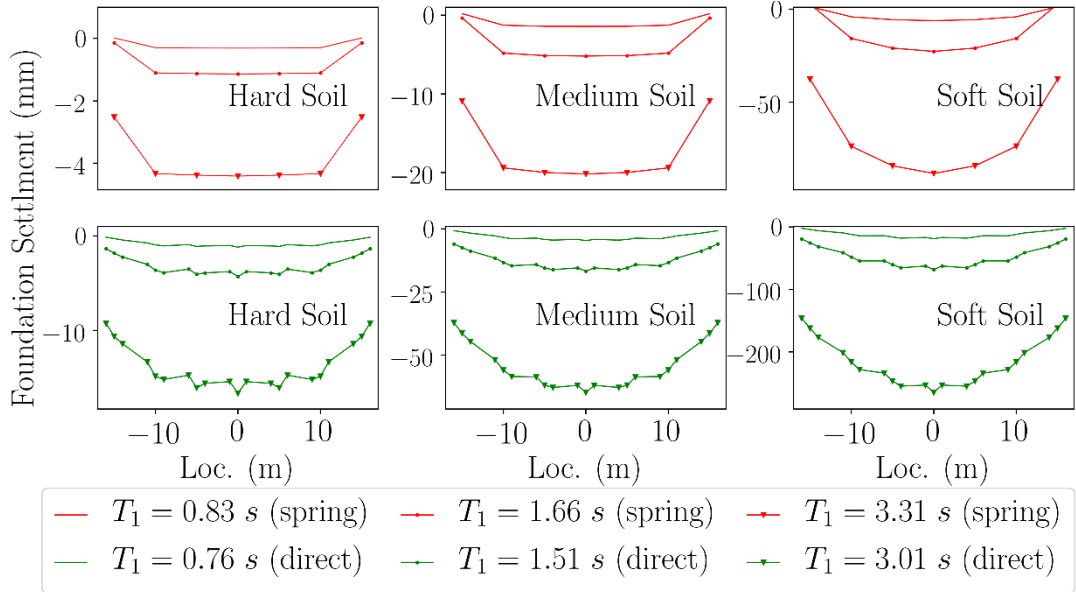 Foundation Scttlmcnt (mm)
0
−2
−4
Hard Soil
0
−10
−20
Medium Soil
0
−50
Soft Soil
0
−10
Hard Soil
0
−25
−50
Medium Soil
0
−100
−200
Soft Soil
−10 0 10
−10 0 10
−10 0 10
Loc. (m) Loc. (m) Loc. (m)
T₁ = 0.83 s (spring) T₁ = 1.66 s (spring) T₁ = 3.31 s (spring)
T₁ = 0.76 s (direct) T₁ = 1.51 s (direct) T₁ = 3.01 s (direct)